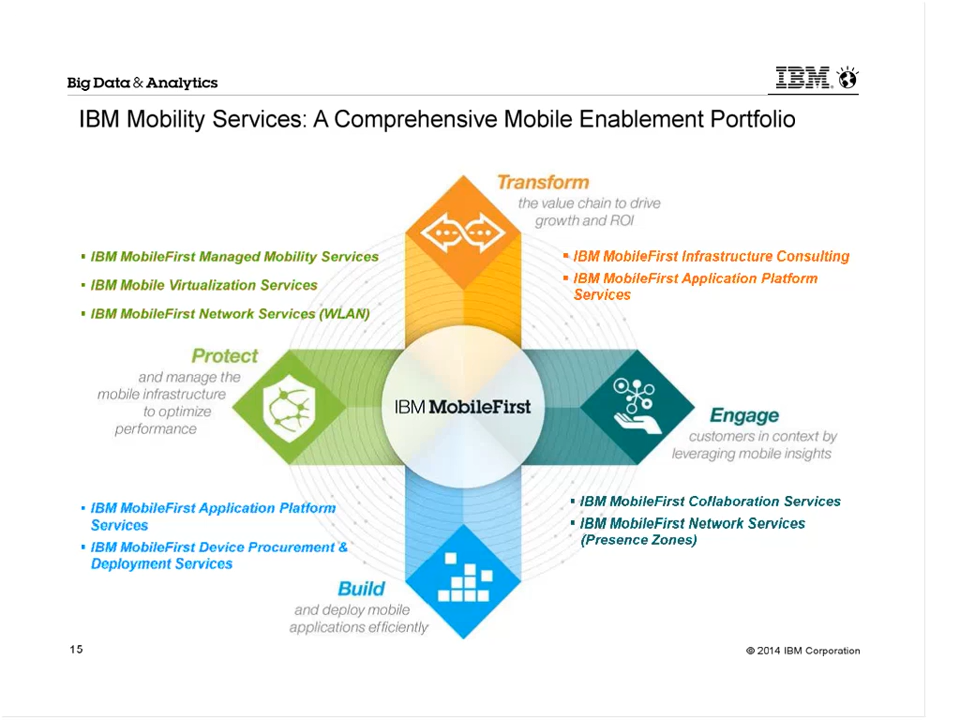 Big Data & Analytics
IBM
IBM Mobility Services: A Comprehensive Mobile Enablement Portfolio
Transform
the value chain to drive
growth and ROI
▪ IBM MobileFirst Managed Mobility Services
▪ IBM Mobile Virtualization Services
▪ IBM MobileFirst Network Services (WLAN)
▪ IBM MobileFirst Infrastructure Consulting
▪ IBM MobileFirst Application Platform
Services
Protect
and manage the
mobile infrastructure
to optimize
performance
IBM MobileFirst
Engage
customers in context by
leveraging mobile insights
▪ IBM MobileFirst Application Platform
Services
▪ IBM MobileFirst Device Procurement &
Deployment Services
▪ IBM MobileFirst Collaboration Services
▪ IBM MobileFirst Network Services
(Presence Zones)
Build
and deploy mobile
applications efficiently
15
© 2014 IBM Corporation